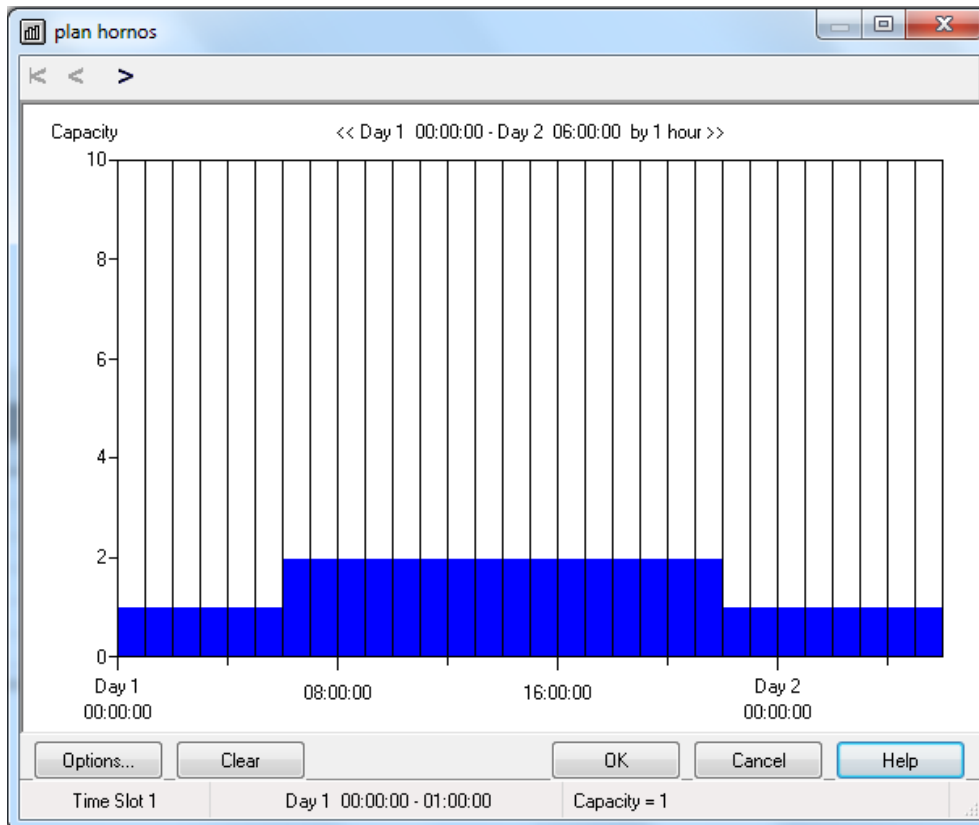 plan hornos
Capacity
<< Day 1 00:00:00 - Day 2 06:00:00 by 1 hour >>
10
8
6
4
2
0
Day 1 08:00:00 16:00:00 Day 2
00:00:00 00:00:00
Options... Clear OK Cancel Help
Time Slot 1 Day 1 00:00:00 - 01:00:00 Capacity = 1